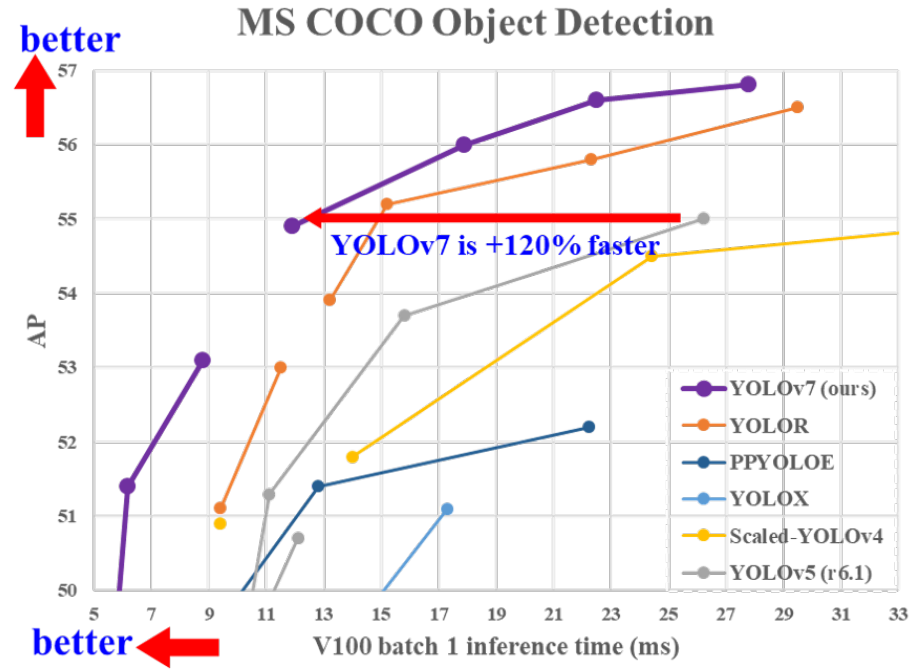 MS COCO Object Detection
better
57
56
55
54
53
52
51
50
AP
YOLOv7 is +120% faster
YOLOv7 (ours)
YOLOR
PPYOLOE
YOLOX
Scaled-YOLOv4
YOLOv5 (r6.1)
5 7 9 11 13 15 17 19 21 23 25 27 29 31 33
better
V100 batch 1 inference time (ms)